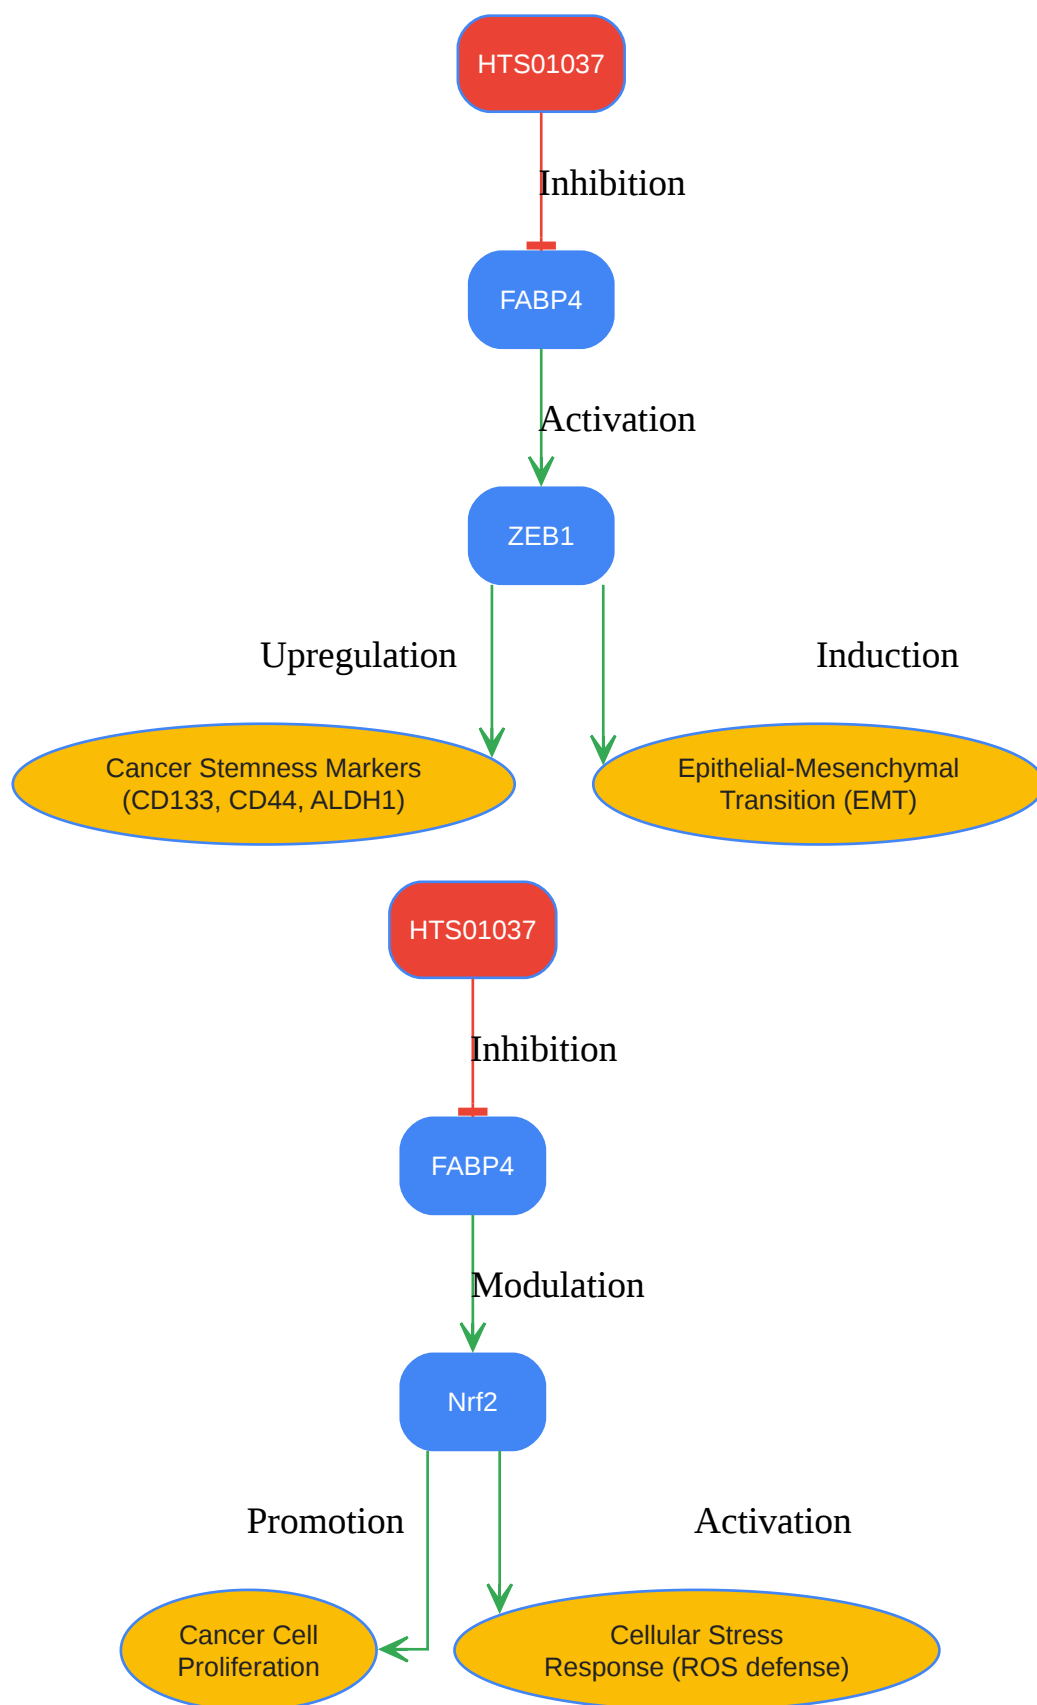 HTS01037
Inhibition
FABP4
Activation
ZEB1
Upregulation
Induction
Cancer Stemness Markers
(CD133, CD44, ALDH1)
Epithelial-Mesenchymal
Transition (EMT)
HTS01037
Inhibition
FABP4
Modulation
Nrf2
Promotion
Activation
Cancer Cell
Proliferation
Cellular Stress
Response (ROS defense)